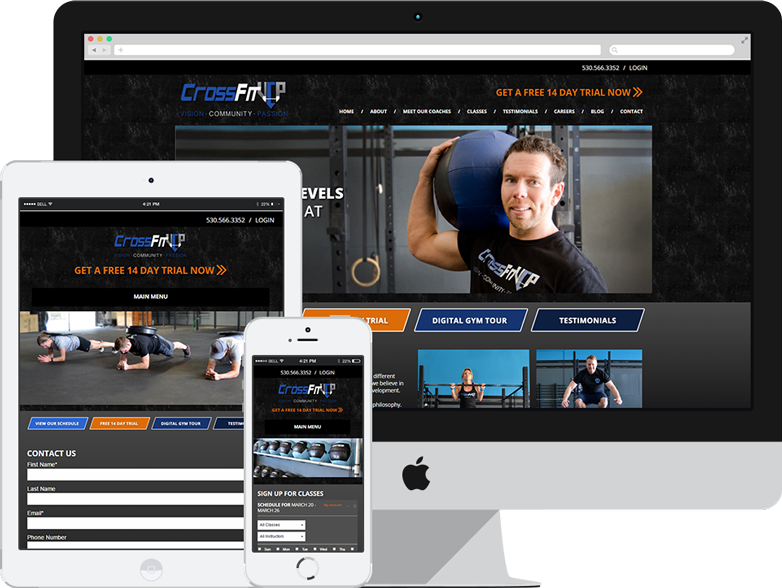 530.566.3352 / LOGIN
CrossFit VCP
VISION · COMMUNITY · PASSION
GET A FREE 14 DAY TRIAL NOW
HOME / ABOUT / MEET OUR COACHES / CLASSES / TESTIMONIALS / CAREERS / BLOG / CONTACT
EVELS
AT
CrossFit VCP
TRIAL
DIGITAL GYM TOUR
TESTIMONIALS
different
we believe in
velopment.
philosophy.
BELL 4:21 PM 22%
530.566.3352 / LOGIN
CrossFit VCP
VISION · COMMUNITY · PASSION
GET A FREE 14 DAY TRIAL NOW
MAIN MENU
VIEW OUR SCHEDULE
FREE 14 DAY TRIAL
DIGITAL GYM TOUR
TESTIM
CONTACT US
First Name*
Last Name
Email*
Phone Number
BELL 4:21 PM 22%
530.566.3352 / LOGIN
CrossFit VCP
VISION · COMMUNITY · PASSION
GET A FREE 14 DAY TRIAL NOW
MAIN MENU
SIGN UP FOR CLASSES
SCHEDULE FOR MARCH 20 -
MARCH 26
All Classes
All Instructors
Sun Mon Tue Wed Thu